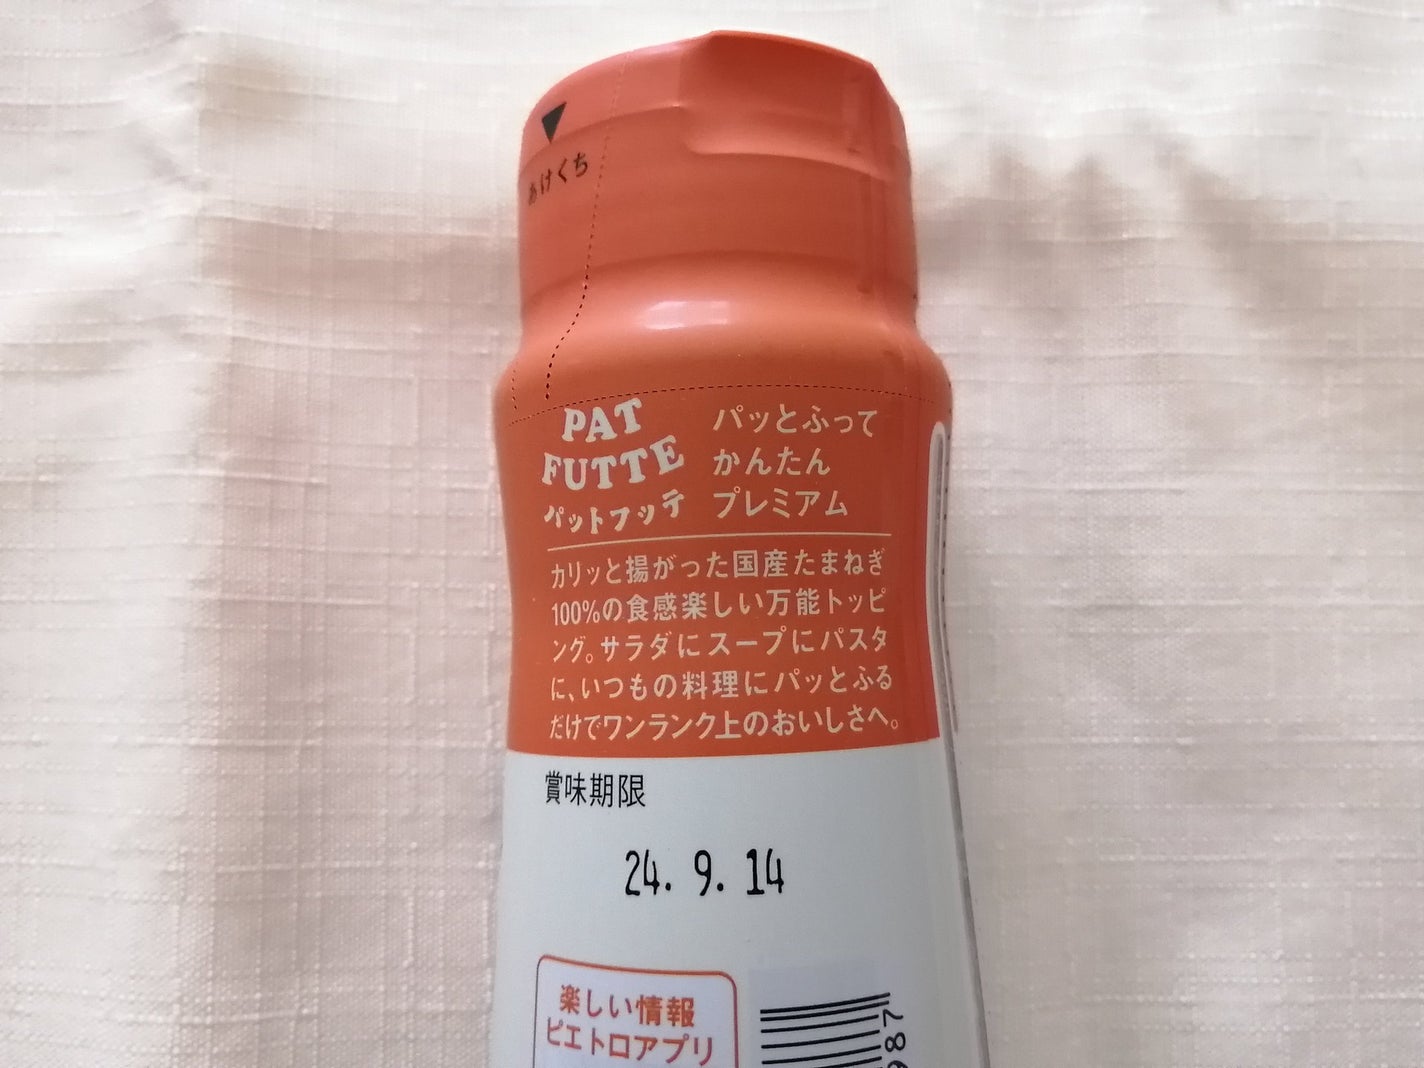 あけくち
PAT
FUTTE
パットフッテ
パッとふって
かんたん
プレミアム
カリッと揚がった国産たまねぎ
100%の食感楽しい万能トッピ
ング。サラダにスープにパスタ
に、いつもの料理にパッとふる
だけでワンランク上のおいしさへ。
賞味期限
24. 9. 14
楽しい情報
ピエトロアプリ
987